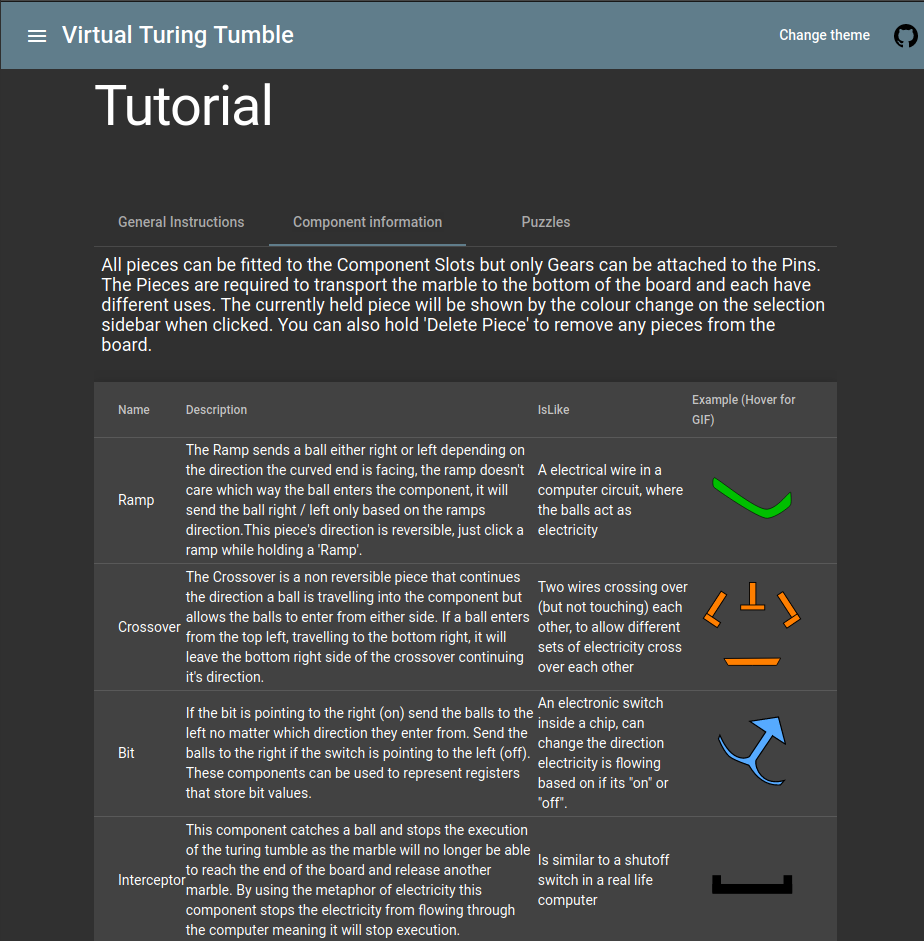 Virtual Turing Tumble
Change theme
Tutorial
General Instructions
Component information
Puzzles
All pieces can be fitted to the Component Slots but only Gears can be attached to the Pins.
The Pieces are required to transport the marble to the bottom of the board and each have
different uses. The currently held piece will be shown by the colour change on the selection
sidebar when clicked. You can also hold 'Delete Piece' to remove any pieces from the
board.
Name
Description
IsLike
Example (Hover for
GIF)
Ramp
The Ramp sends a ball either right or left depending on
the direction the curved end is facing, the ramp doesn't
care which way the ball enters the component, it will
send the ball right / left only based on the ramps
direction.This piece's direction is reversible, just click a
ramp while holding a 'Ramp'.
A electrical wire in a
computer circuit, where
the balls act as
electricity
Crossover
The Crossover is a non reversible piece that continues
the direction a ball is travelling into the component but
allows the balls to enter from either side. If a ball enters
from the top left, travelling to the bottom right, it will
leave the bottom right side of the crossover continuing
it's direction.
Two wires crossing over
(but not touching) each
other, to allow different
sets of electricity cross
over each other
Bit
If the bit is pointing to the right (on) send the balls to the
left no matter which direction they enter from. Send the
balls to the right if the switch is pointing to the left (off).
These components can be used to represent registers
that store bit values.
An electronic switch
inside a chip, can
change the direction
electricity is flowing
based on if its "on" or
"off".
Interceptor
This component catches a ball and stops the execution
of the turing tumble as the marble will no longer be able
to reach the end of the board and release another
marble. By using the metaphor of electricity this
component stops the electricity from flowing through
the computer meaning it will stop execution.
Is similar to a shutoff
switch in a real life
computer